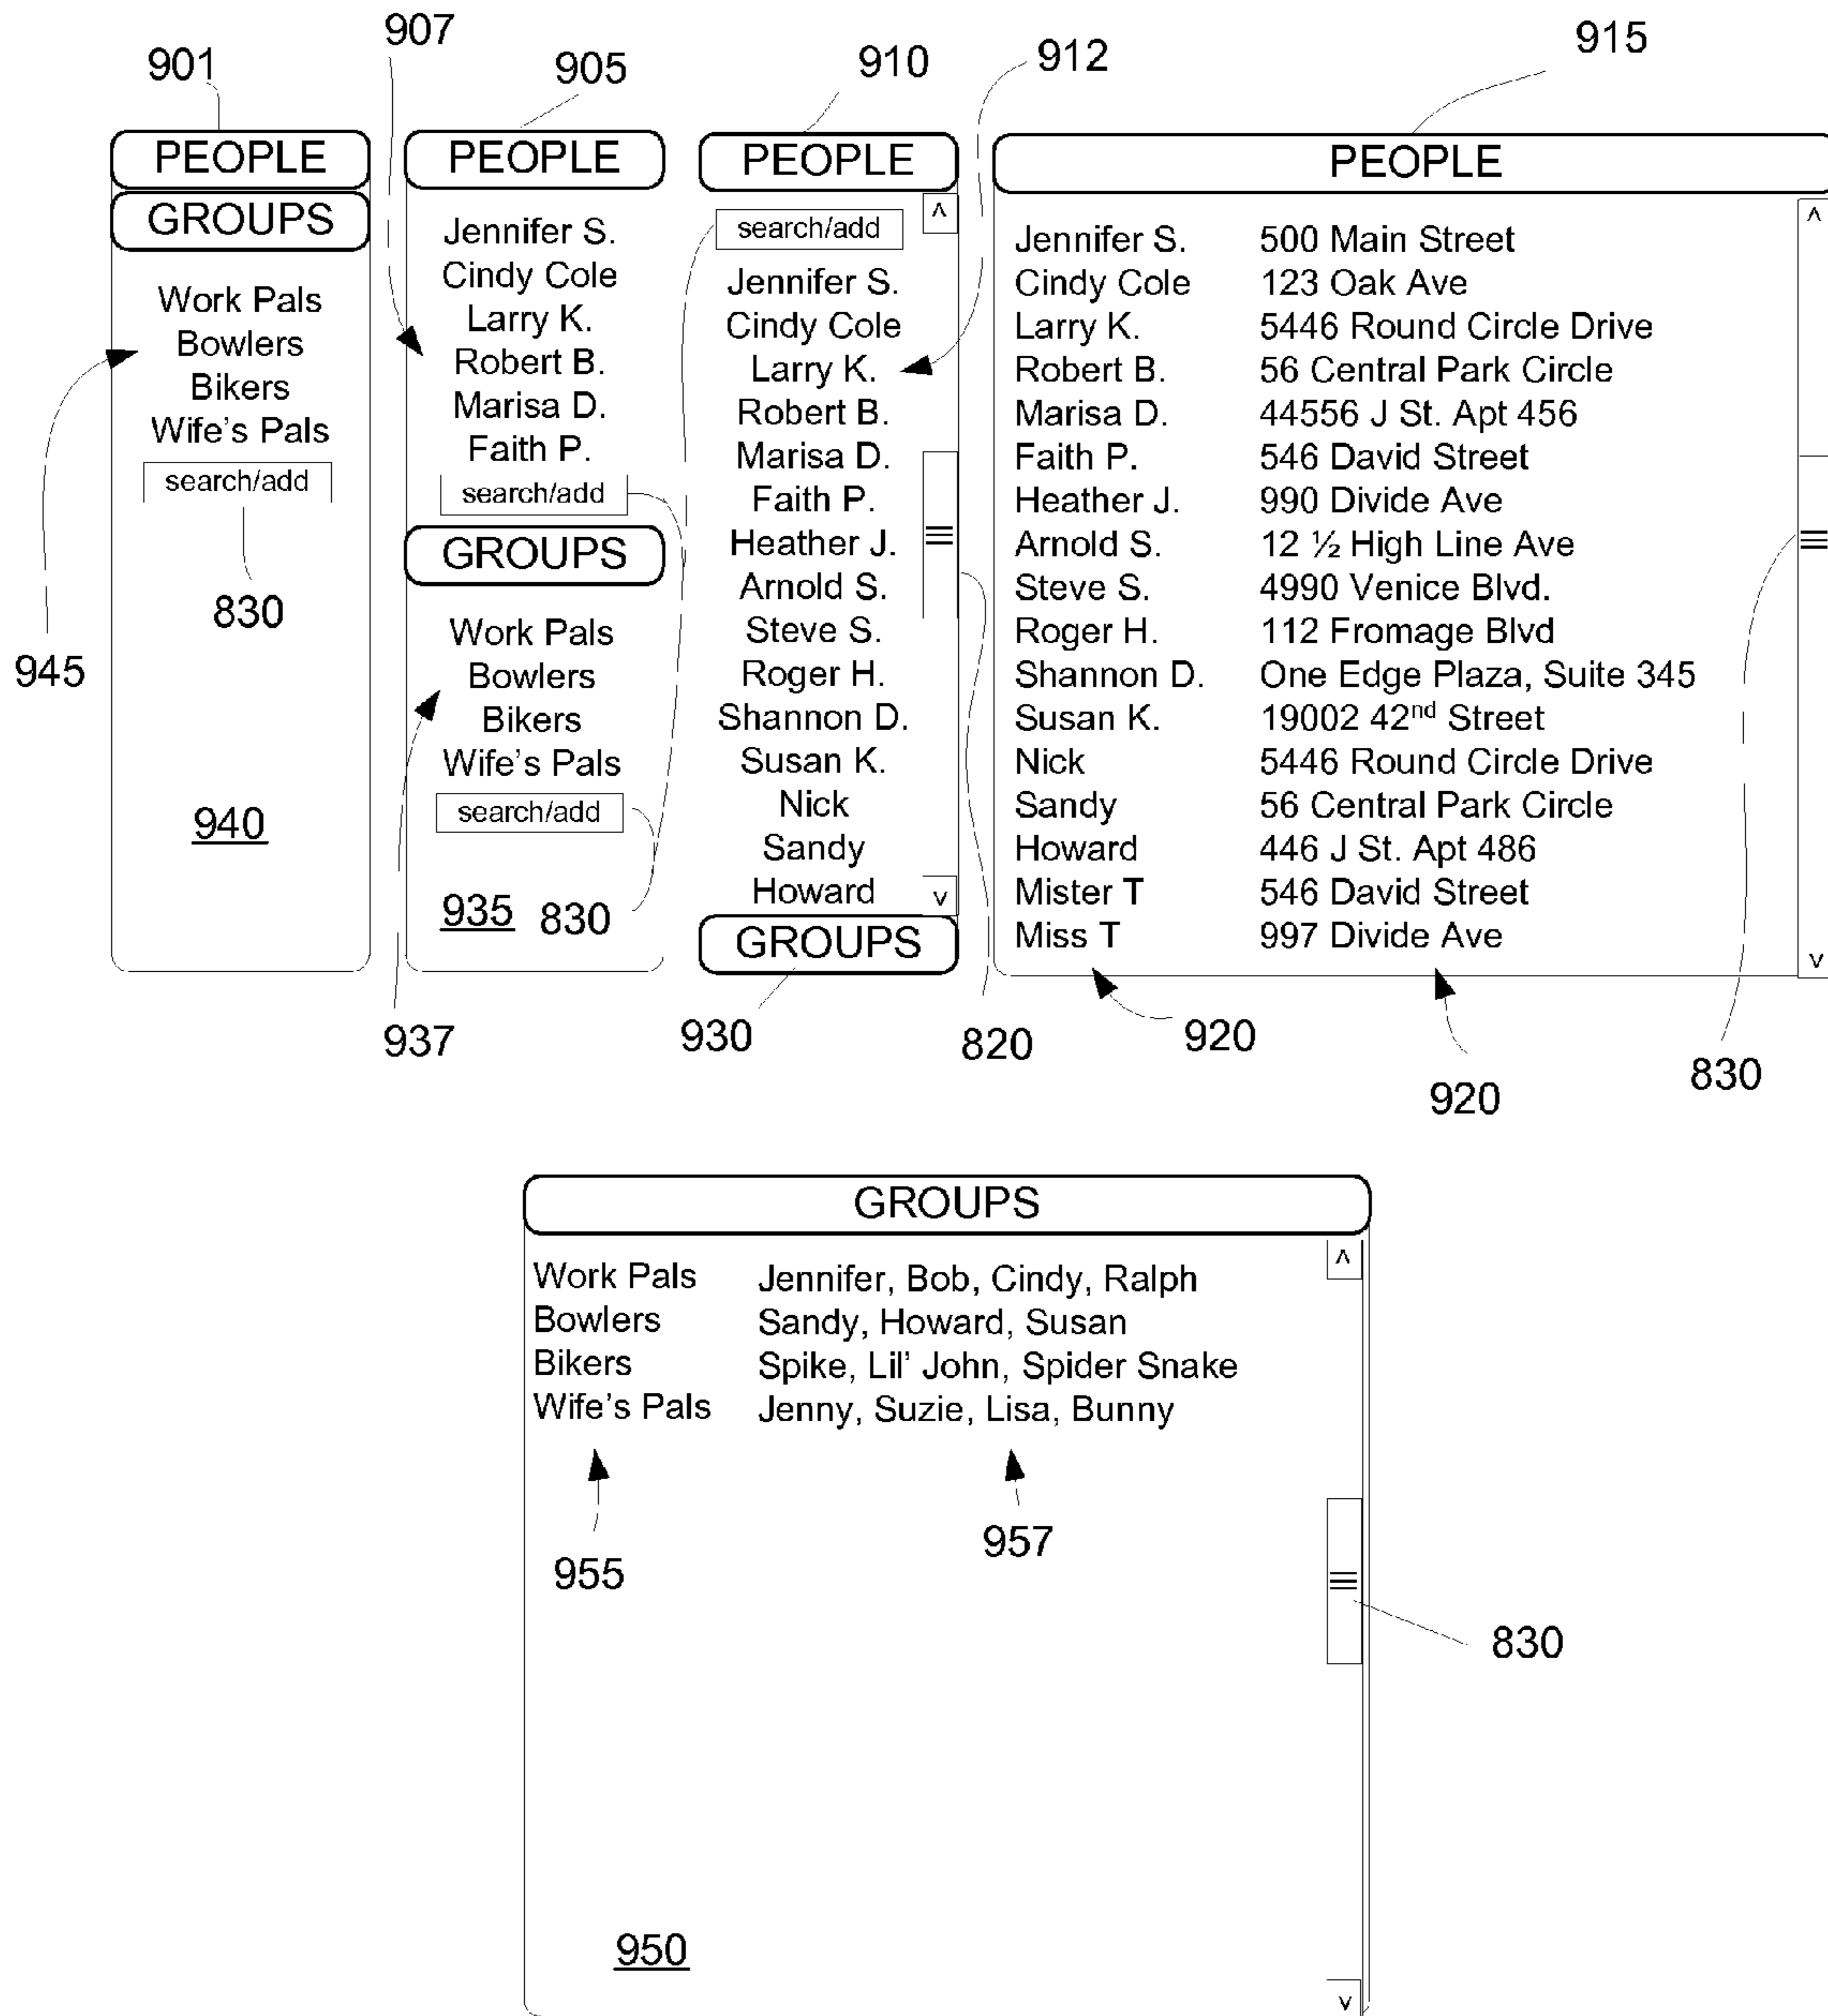 907
915
901
905
910
912
PEOPLE
GROUPS
Work Pals
Bowlers
Bikers
Wife's Pals
search/add
830
945
940
PEOPLE
Jennifer S.
Cindy Cole
Larry K.
Robert B.
Marisa D.
Faith P.
search/add
GROUPS
Work Pals
Bowlers
Bikers
Wife's Pals
search/add
935
830
937
PEOPLE
search/add
^
Jennifer S.
Cindy Cole
Larry K.
Robert B.
Marisa D.
Faith P.
Heather J.
Arnold S.
Steve S.
Roger H.
Shannon D.
Susan K.
Nick
Sandy
Howard
v
GROUPS
930
820
PEOPLE
^
Jennifer S. 500 Main Street
Cindy Cole 123 Oak Ave
Larry K. 5446 Round Circle Drive
Robert B. 56 Central Park Circle
Marisa D. 44556 J St. Apt 456
Faith P. 546 David Street
Heather J. 990 Divide Ave
Arnold S. 12 ½ High Line Ave
Steve S. 4990 Venice Blvd.
Roger H. 112 Fromage Blvd
Shannon D. One Edge Plaza, Suite 345
Susan K. 19002 42nd Street
Nick 5446 Round Circle Drive
Sandy 56 Central Park Circle
Howard 446 J St. Apt 486
Mister T 546 David Street
Miss T 997 Divide Ave
v
920
920
830
GROUPS
^
Work Pals Jennifer, Bob, Cindy, Ralph
Bowlers Sandy, Howard, Susan
Bikers Spike, Lil' John, Spider Snake
Wife's Pals Jenny, Suzie, Lisa, Bunny
955
957
830
950
v